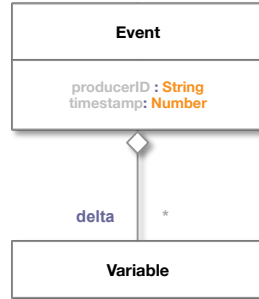 Event
producerID : String
timestamp: Number
delta *
Variable